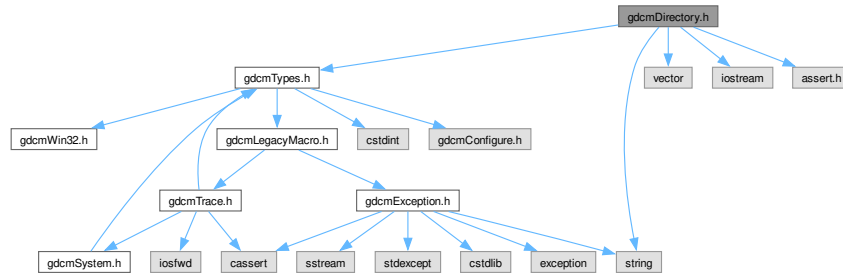 gdcmDirectory.h
gdcmTypes.h
vector
iostream
assert.h
gdcmWin32.h
gdcmLegacyMacro.h
cstdint
gdcmConfigure.h
gdcmTrace.h
gdcmException.h
gdcmSystem.h
iosfwd
cassert
sstream
stdexcept
cstdlib
exception
string